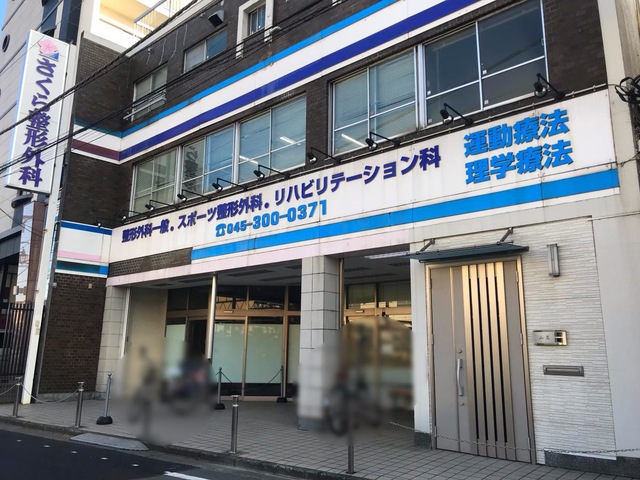 さくら整形外科
整形外科一般。スポーツ整形外科。リハビリテーション科
☎045-300-0371
運動療法
理学療法